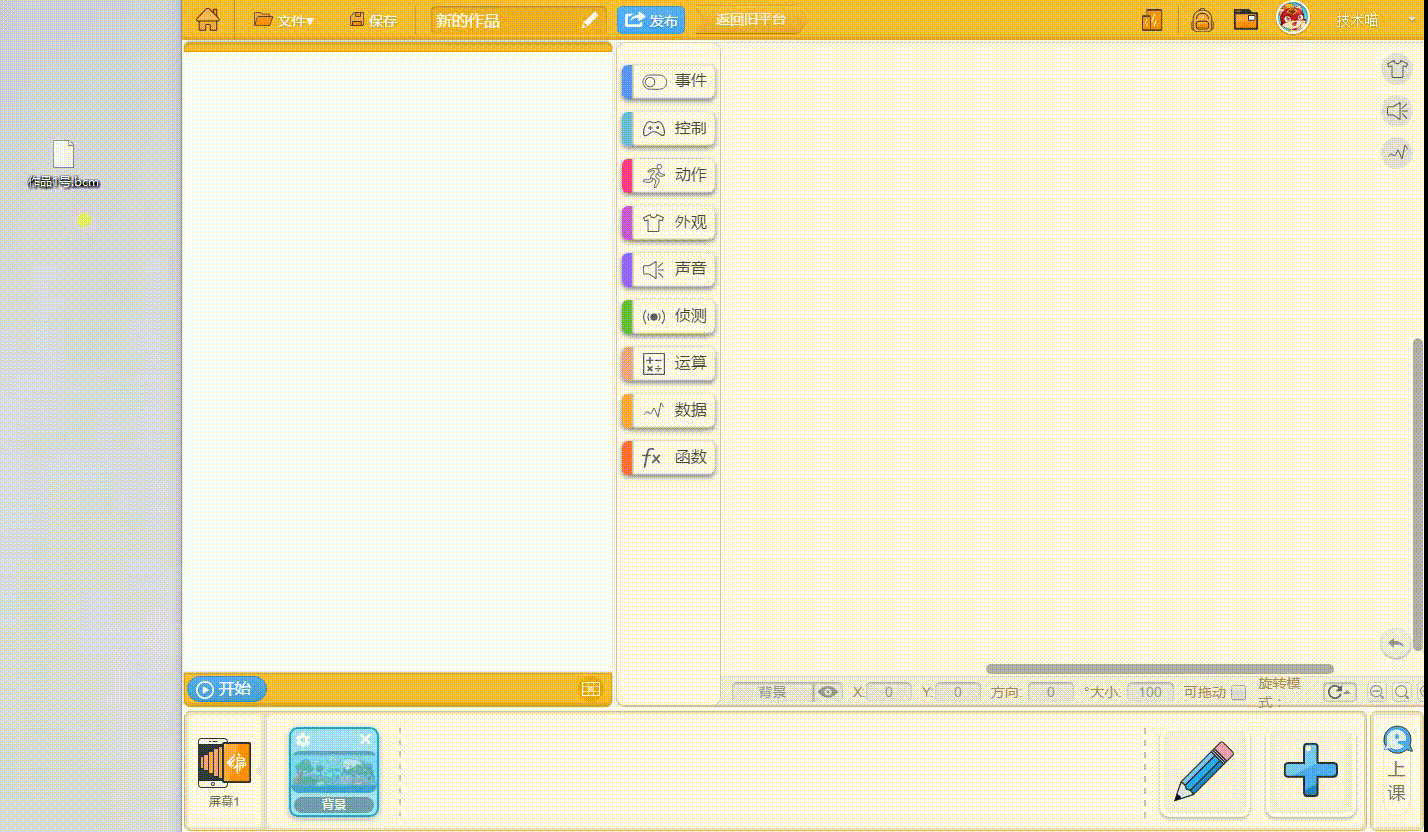 文件▾
保存
新的作品
发布
返回旧平台
技术喵
作品1号.bcm
事件
控制
动作
外观
声音
侦测
运算
数据
fx 函数
开始
背景 X: 0 Y: 0 方向: 0 °大小: 100 可拖动 旋转模式：
编
屏幕1
背景
上课